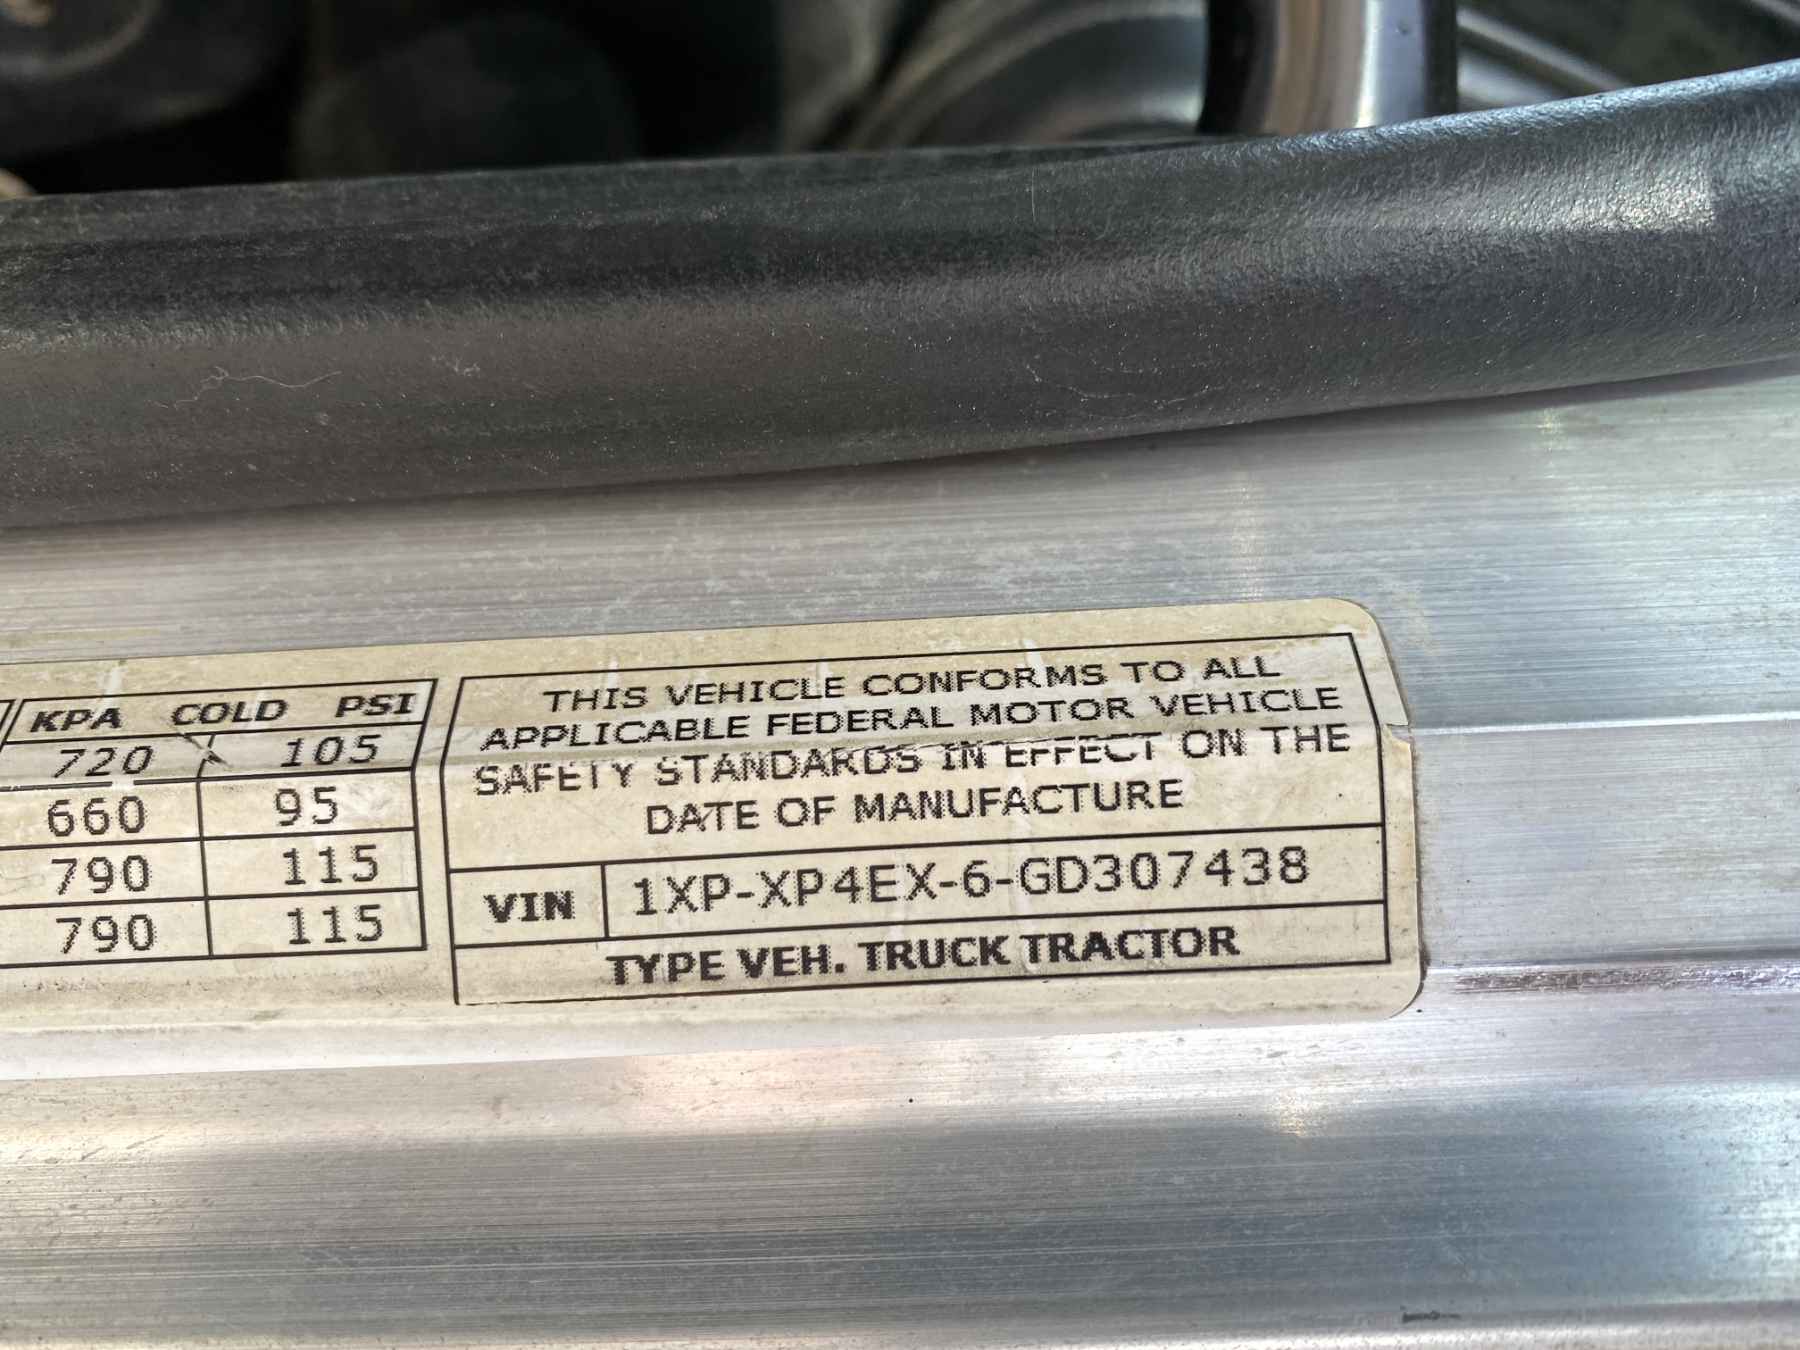 KPA COLD PSI
720 105
660 95
790 115
790 115
THIS VEHICLE CONFORMS TO ALL
APPLICABLE FEDERAL MOTOR VEHICLE
SAFETY STANDARDS IN EFFECT ON THE
DATE OF MANUFACTURE
VIN 1XP-XP4EX-6-GD307438
TYPE VEH. TRUCK TRACTOR